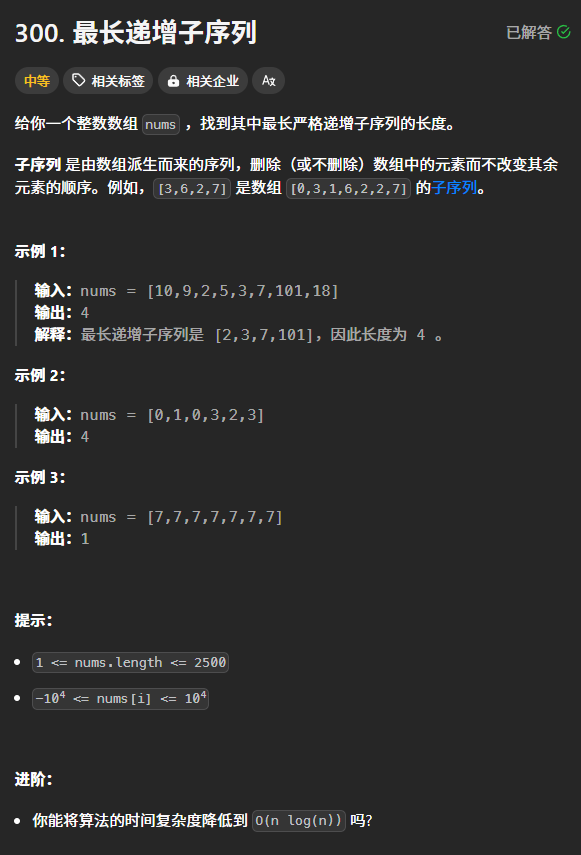 300. 最长递增子序列 已解答
中等 相关标签 相关企业 Aあ
给你一个整数数组 nums ，找到其中最长严格递增子序列的长度。
子序列 是由数组派生而来的序列，删除（或不删除）数组中的元素而不改变其余
元素的顺序。例如，[3,6,2,7] 是数组 [0,3,1,6,2,2,7] 的子序列。
示例 1：
输入：nums = [10,9,2,5,3,7,101,18]
输出：4
解释：最长递增子序列是 [2,3,7,101]，因此长度为 4 。
示例 2：
输入：nums = [0,1,0,3,2,3]
输出：4
示例 3：
输入：nums = [7,7,7,7,7,7,7]
输出：1
提示：
1 <= nums.length <= 2500
-10⁴ <= nums[i] <= 10⁴
进阶：
你能将算法的时间复杂度降低到 O(n log(n)) 吗?